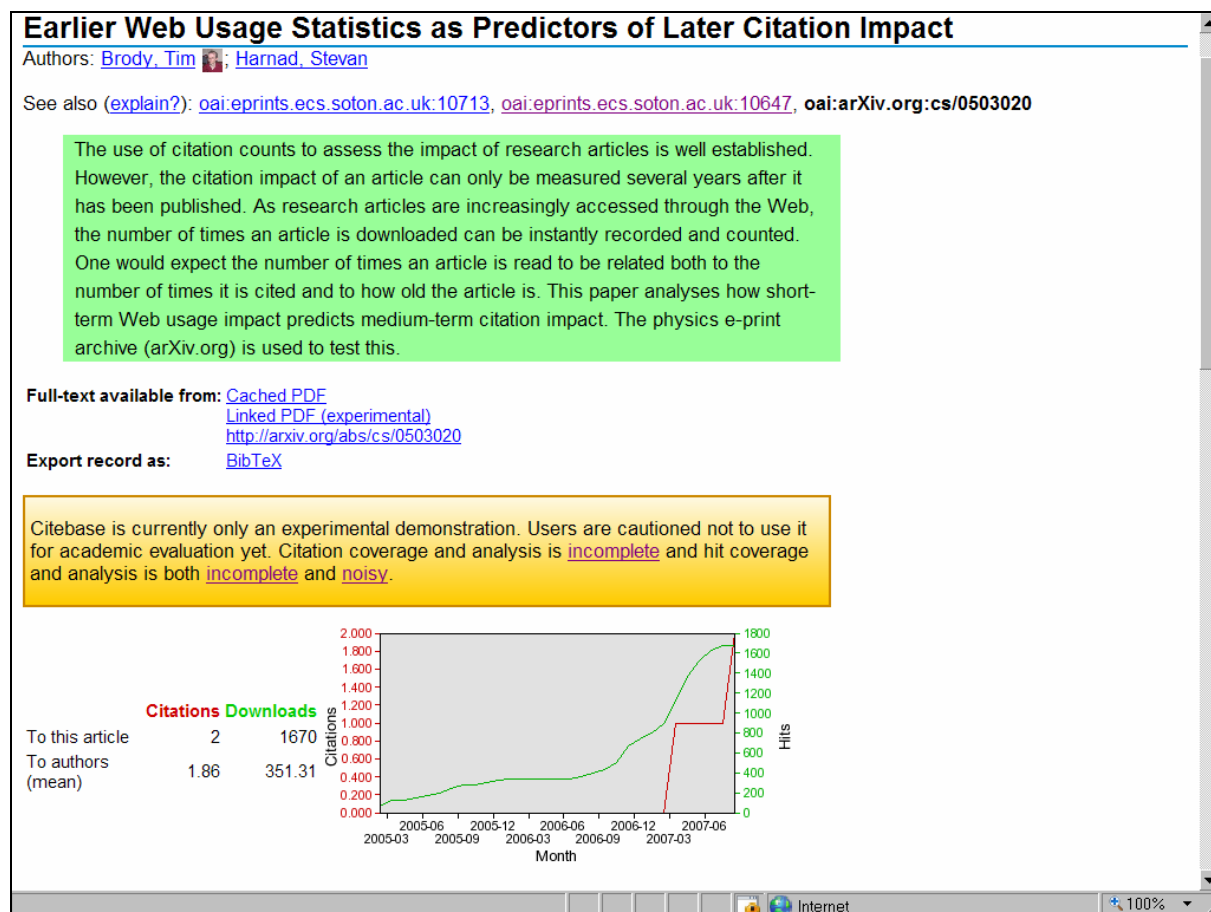 Earlier Web Usage Statistics as Predictors of Later Citation Impact
Authors: Brody, Tim ; Harnad, Stevan
See also (explain?): oai:eprints.ecs.soton.ac.uk:10713, oai:eprints.ecs.soton.ac.uk:10647, oai:arXiv.org:cs/0503020
The use of citation counts to assess the impact of research articles is well established.
However, the citation impact of an article can only be measured several years after it
has been published. As research articles are increasingly accessed through the Web,
the number of times an article is downloaded can be instantly recorded and counted.
One would expect the number of times an article is read to be related both to the
number of times it is cited and to how old the article is. This paper analyses how short-
term Web usage impact predicts medium-term citation impact. The physics e-print
archive (arXiv.org) is used to test this.
Full-text available from: Cached PDF
Linked PDF (experimental)
http://arxiv.org/abs/cs/0503020
Export record as: BibTeX
Citebase is currently only an experimental demonstration. Users are cautioned not to use it
for academic evaluation yet. Citation coverage and analysis is incomplete and hit coverage
and analysis is both incomplete and noisy.
Citations Downloads
To this article 2 1670
To authors
(mean) 1.86 351.31
Citations
2.000
1.800
1.600
1.400
1.200
1.000
0.800
0.600
0.400
0.200
0.000
1800
1600
1400
1200
1000
800
600
400
200
0
Hits
2005-06 2005-12 2006-06 2006-12 2007-06
2005-03 2005-09 2006-03 2006-09 2007-03
Month
Internet 100%